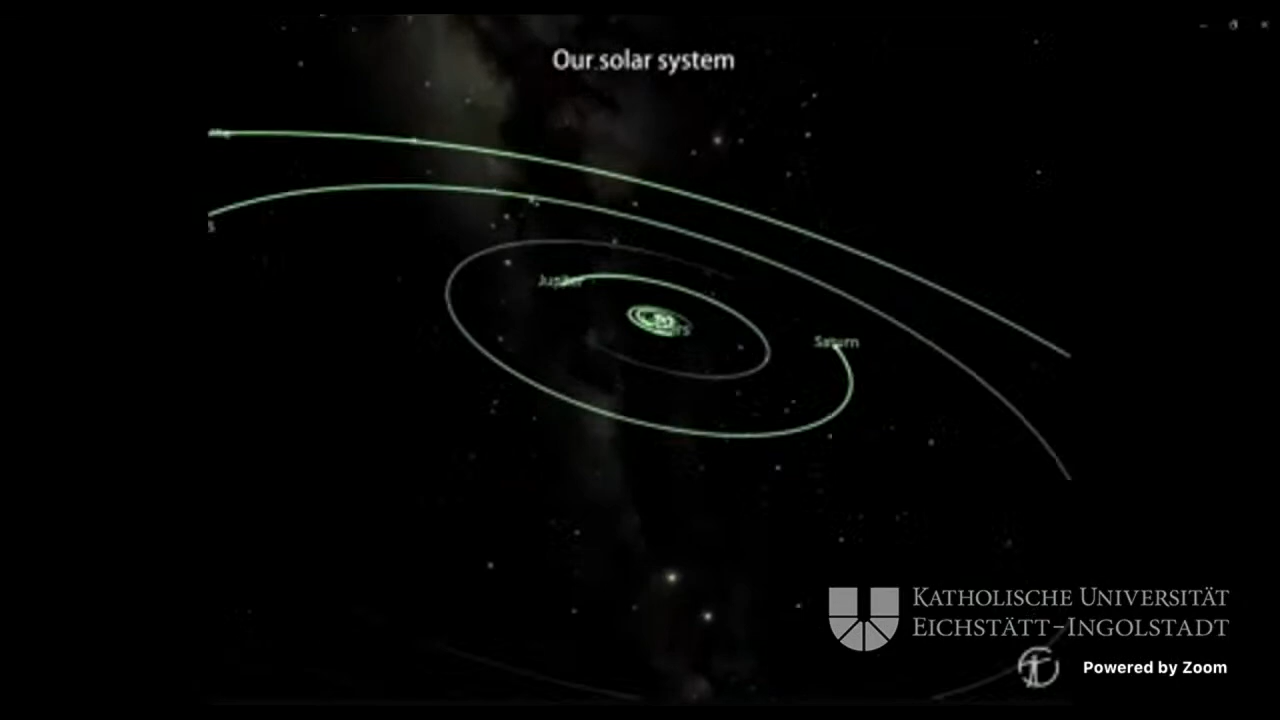 Our solar system
Jupiter
Saturn
KATHOLISCHE UNIVERSITÄT
EICHSTÄTT-INGOLSTADT
Powered by Zoom